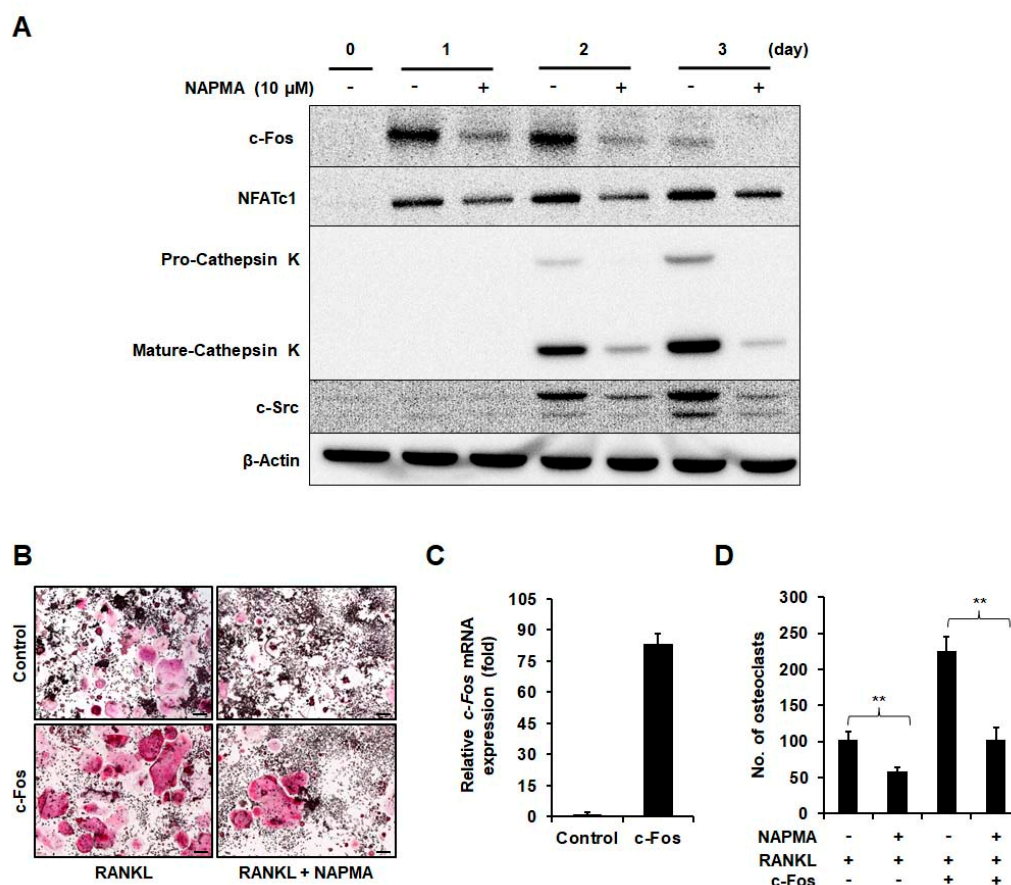 A
0 1 2 3 (day)
NAPMA (10 μM) - - + - + - +
c-Fos
NFATc1
Pro-Cathepsin K
Mature-Cathepsin K
c-Src
β-Actin
B
Control
c-Fos
RANKL RANKL + NAPMA
C
Relative c-Fos mRNA
expression (fold)
105
90
75
60
45
30
15
0
Control c-Fos
D
No. of osteoclasts
300
250
200
150
100
50
0
**
**
NAPMA - + - +
RANKL + + + +
c-Fos - - + +